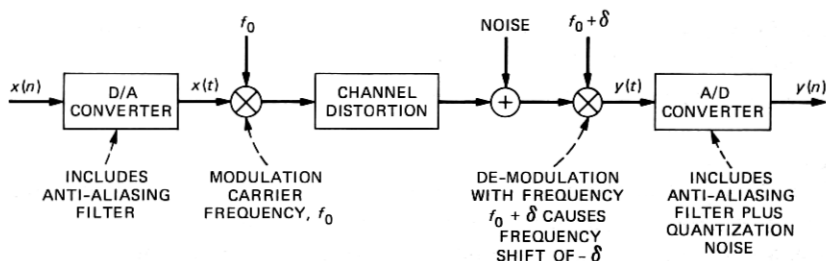 f₀
NOISE
f₀ + δ
x(n)
D/A
CONVERTER
x(t)
CHANNEL
DISTORTION
+
y(t)
A/D
CONVERTER
y(n)
INCLUDES
ANTI-ALIASING
FILTER
MODULATION
CARRIER
FREQUENCY, f₀
DE-MODULATION
WITH FREQUENCY
f₀ + δ CAUSES
FREQUENCY
SHIFT OF - δ
INCLUDES
ANTI-ALIASING
FILTER PLUS
QUANTIZATION
NOISE